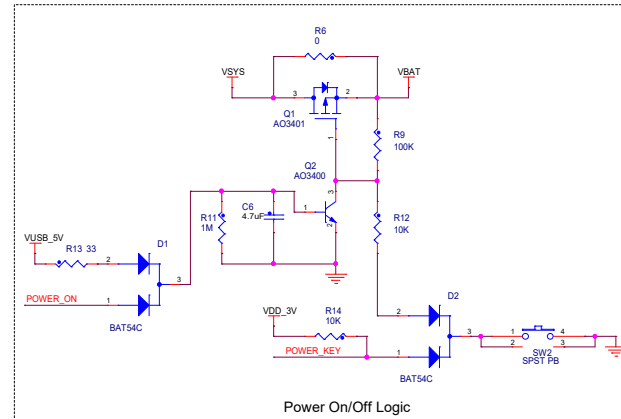 R6
0
VSYS
VBAT
3
2
Q1
AO3401
1
R9
100K
Q2
AO3400
3
1
2
R11
1M
C6
4.7uF
R12
10K
VUSB_5V
R13 33
2
D1
3
POWER_ON
1
BAT54C
VDD_3V
R14
10K
POWER_KEY
2
D2
3
1
BAT54C
1
4
2
3
SW2
SPST PB
Power On/Off Logic